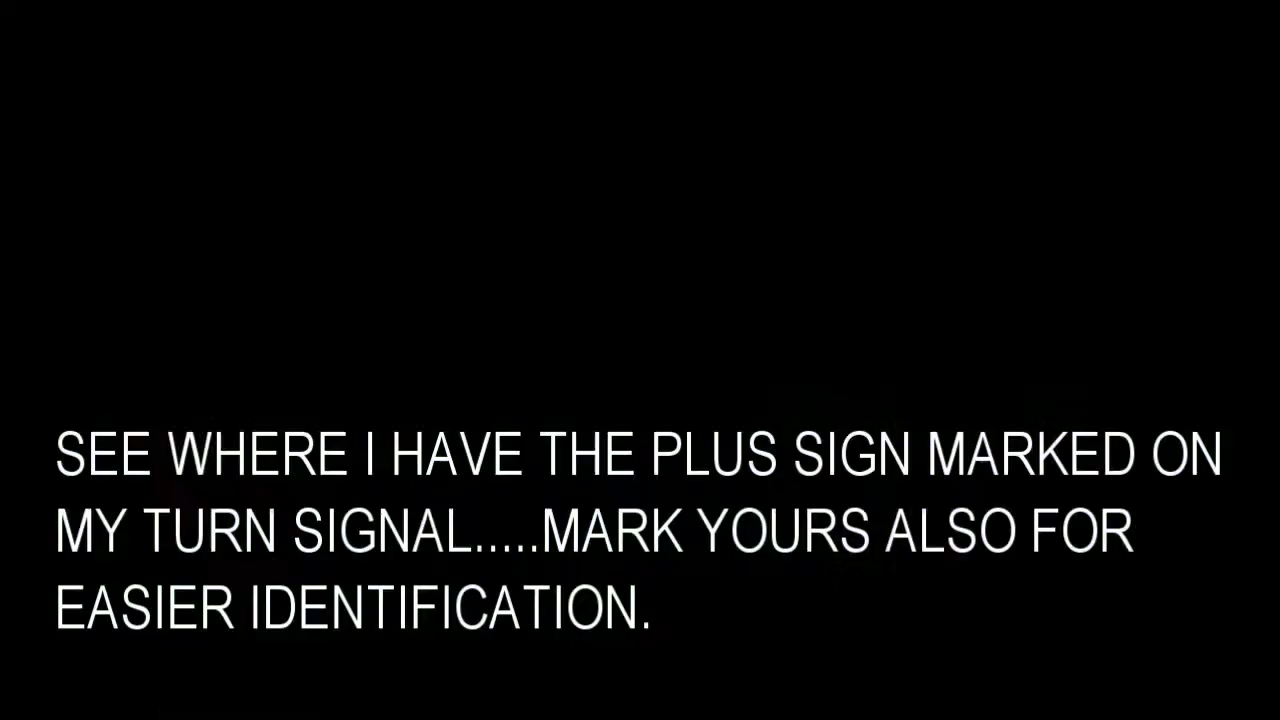 SEE WHERE I HAVE THE PLUS SIGN MARKED ON
MY TURN SIGNAL.....MARK YOURS ALSO FOR
EASIER IDENTIFICATION.